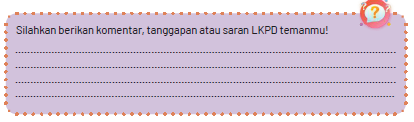 Silahkan berikan komentar, tanggapan atau saran LKPD temanmu!
?